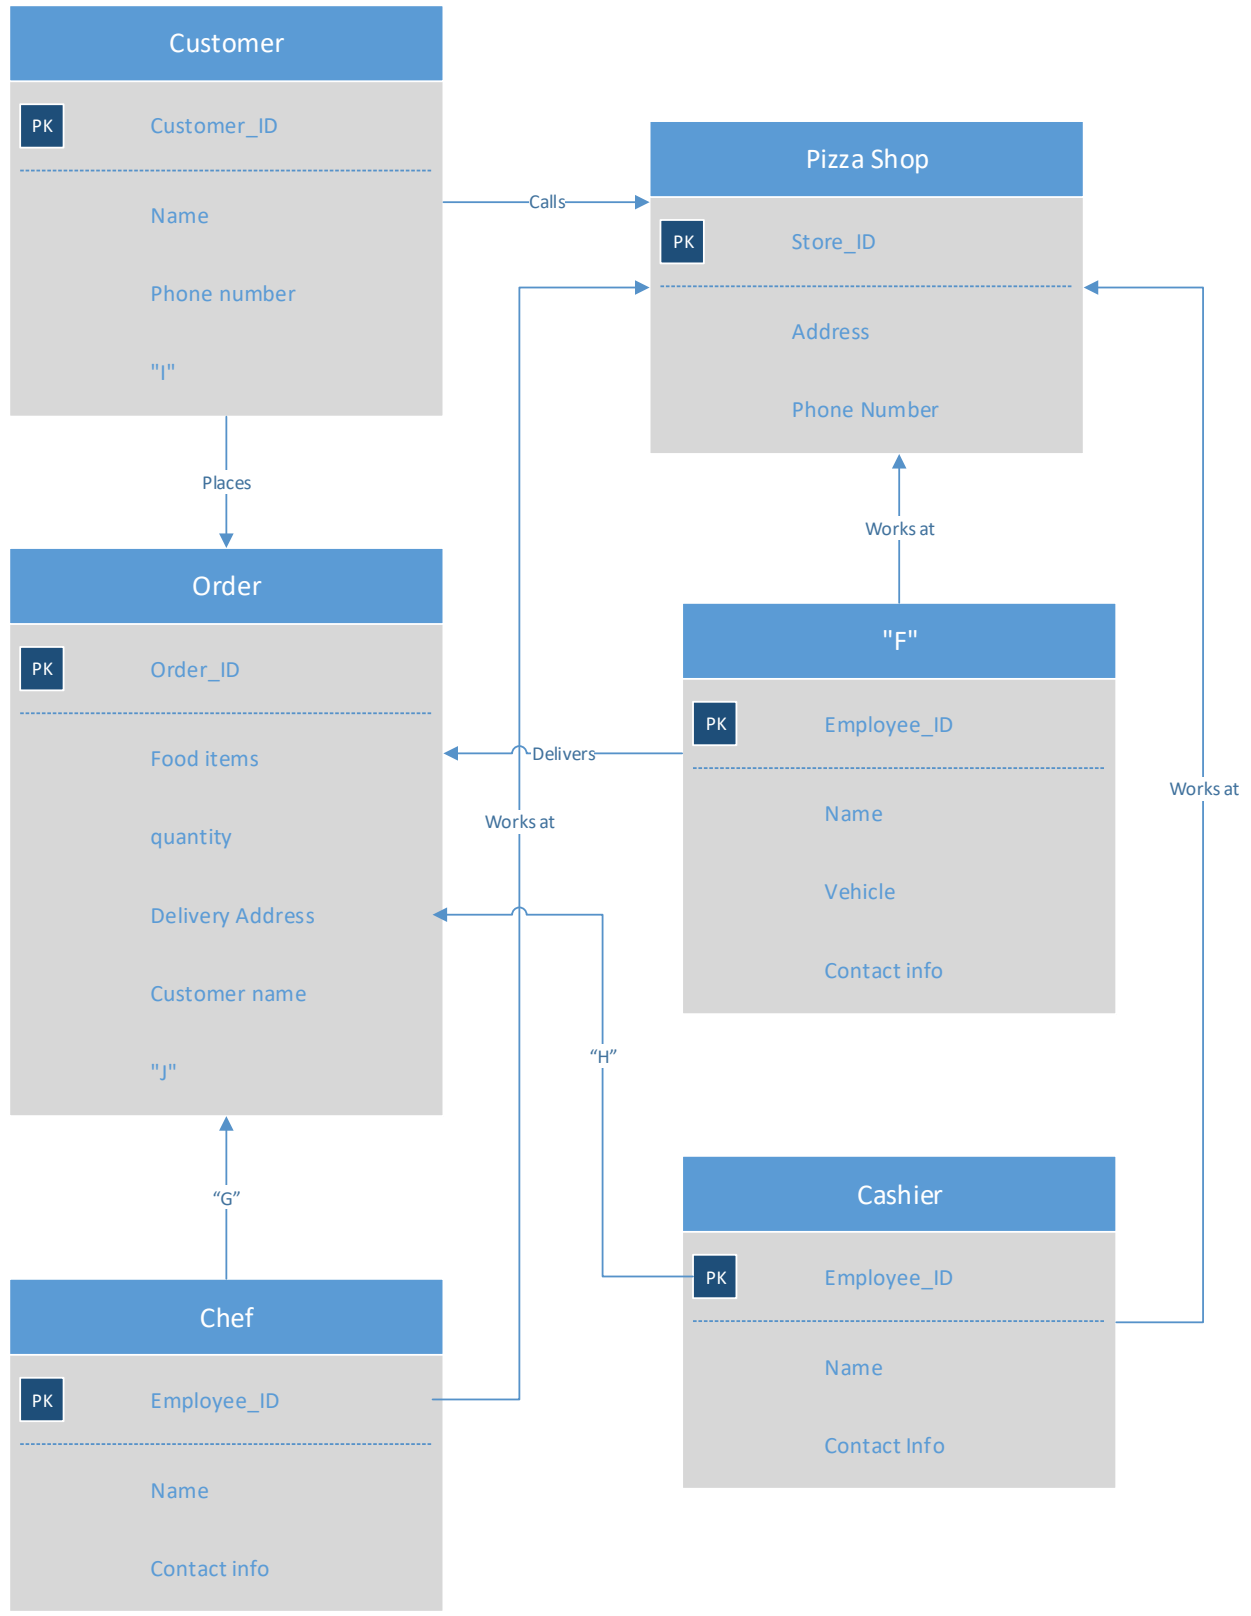 Customer
PK
Customer_ID
Name
Phone number
"I"
Calls
Pizza Shop
PK
Store_ID
Address
Phone Number
Places
Works at
Order
PK
Order_ID
Food items
quantity
Delivery Address
Customer name
"J"
Delivers
Works at
"F"
PK
Employee_ID
Name
Vehicle
Contact info
Works at
“H”
“G”
Chef
PK
Employee_ID
Name
Contact info
Cashier
PK
Employee_ID
Name
Contact Info